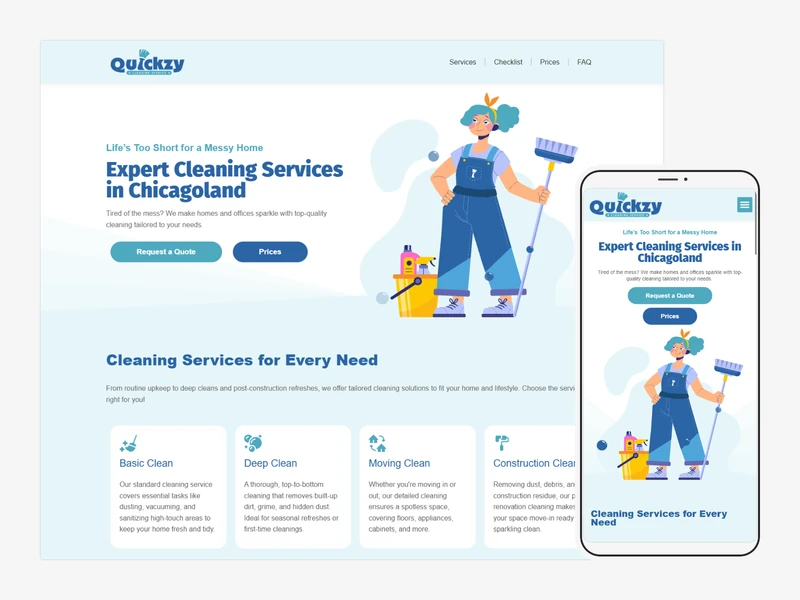 Quickzy
CLEANING SERVICE
Services
Checklist
Prices
FAQ
Life's Too Short for a Messy Home
Expert Cleaning Services
in Chicagoland
Tired of the mess? We make homes and offices sparkle with top-quality
cleaning tailored to your needs.
Request a Quote
Prices
Cleaning Services for Every Need
From routine upkeep to deep cleans and post-construction refreshes, we offer tailored cleaning solutions to fit your home and lifestyle. Choose the servi
right for you!
Basic Clean
Our standard cleaning service
covers essential tasks like
dusting, vacuuming, and
sanitizing high-touch areas to
keep your home fresh and tidy.
Deep Clean
A thorough, top-to-bottom
cleaning that removes built-up
dirt, grime, and hidden dust.
Ideal for seasonal refreshes or
first-time cleanings.
Moving Clean
Whether you're moving in or
out, our detailed cleaning
ensures a spotless space,
covering floors, appliances,
cabinets, and more.
Construction Clean
Removing dust, debris, an
construction residue, our p
renovation cleaning makes
your space move-in ready
sparkling clean.
Quickzy
Life's Too Short for a Messy Home
Expert Cleaning Services in
Chicagoland
Tired of the mess? We make homes and offices sparkle with top-
quality cleaning tailored to your needs.
Request a Quote
Prices
Cleaning Services for Every
Need